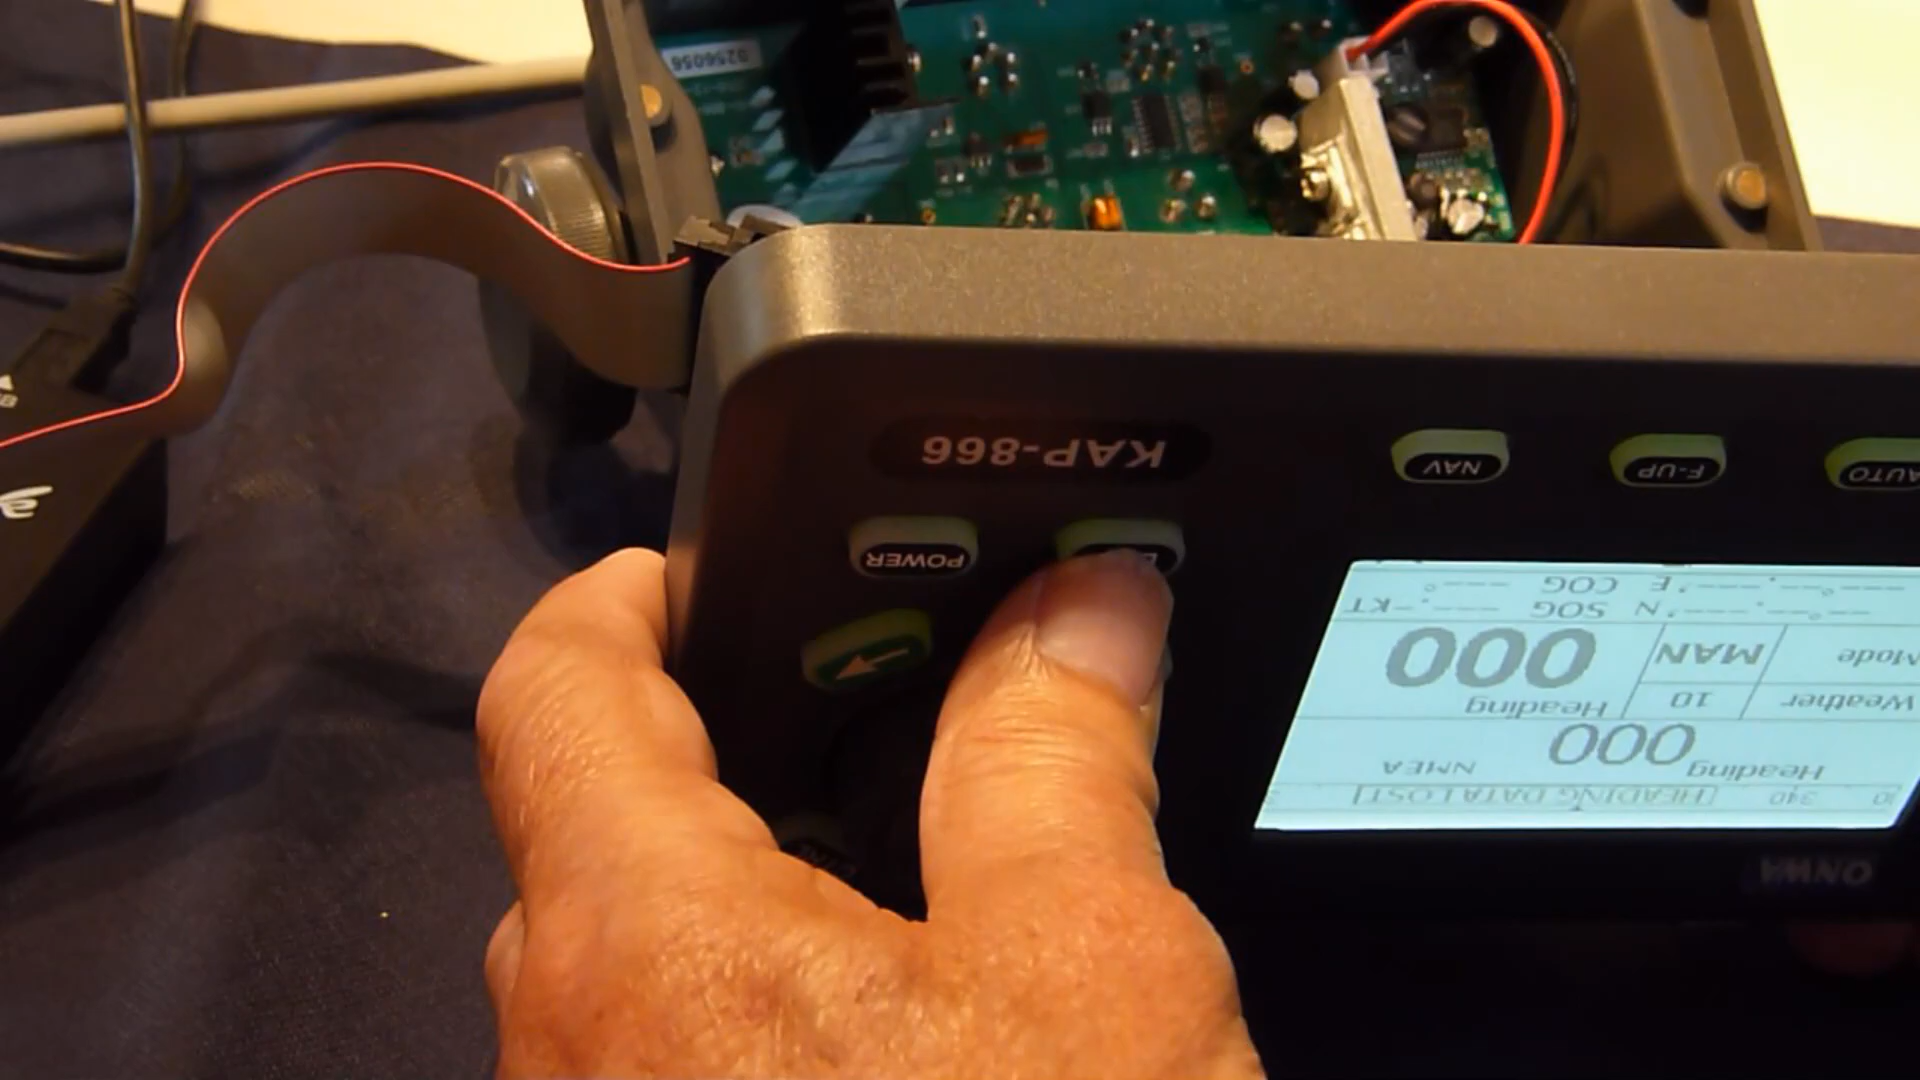 ONWA
340 HEADING DATA LOST
Heading 000 NMEA
Heading
Weather 10
Mode MAN 000
---°--.---'N SOG --.-KT
---°--.---'E COG ---.-°
POWER
AUTO F-UP NAV
KAP-866